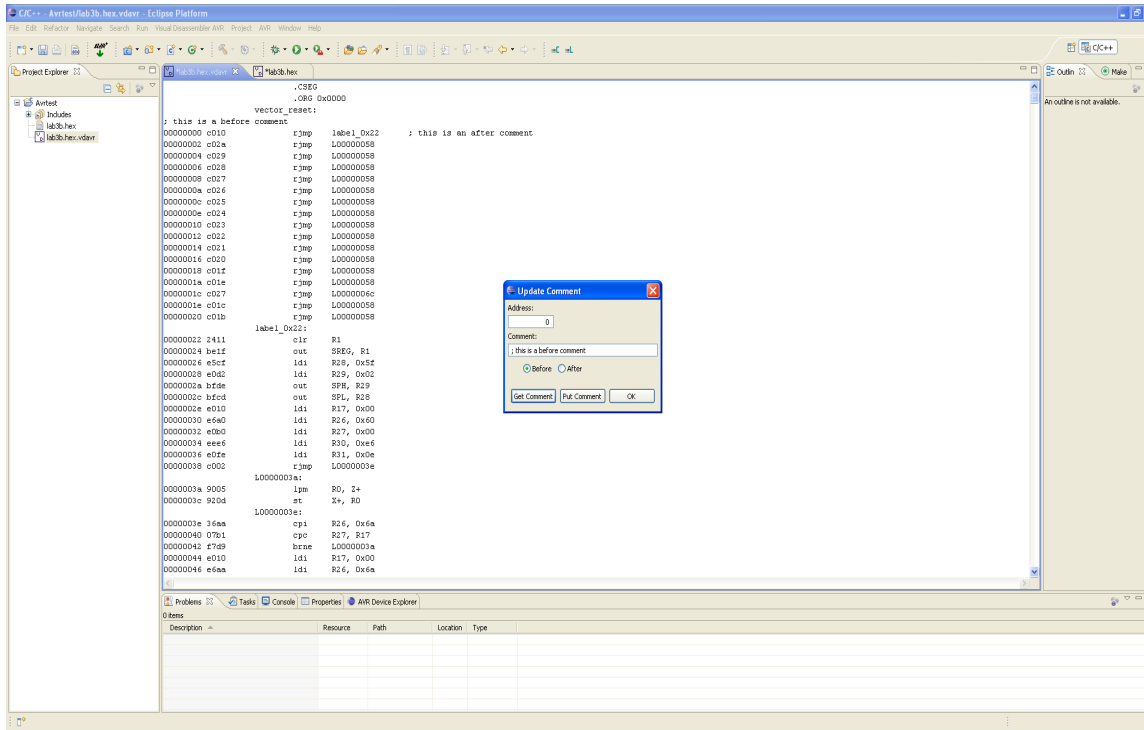 C/C++ - Avrtest/lab3b.hex.vdavr - Eclipse Platform
File Edit Refactor Navigate Search Run Visual Disassembler AVR Project AVR Window Help
C/C++
Project Explorer
*lab3b.hex.vdavr
*lab3b.hex
Outlin
Make
Avrtest
Includes
lab3b.hex
lab3b.hex.vdavr
An outline is not available.
.CSEG
.ORG 0x0000
vector_reset:
; this is a before comment
00000000 c010 rjmp label_0x22 ; this is an after comment
00000002 c02a rjmp L00000058
00000004 c029 rjmp L00000058
00000006 c028 rjmp L00000058
00000008 c027 rjmp L00000058
0000000a c026 rjmp L00000058
0000000c c025 rjmp L00000058
0000000e c024 rjmp L00000058
00000010 c023 rjmp L00000058
00000012 c022 rjmp L00000058
00000014 c021 rjmp L00000058
00000016 c020 rjmp L00000058
00000018 c01f rjmp L00000058
0000001a c01e rjmp L00000058
0000001c c027 rjmp L0000006c
0000001e c01c rjmp L00000058
00000020 c01b rjmp L00000058
label_0x22:
00000022 2411 clr R1
00000024 be1f out SREG, R1
00000026 e5cf ldi R28, 0x5f
00000028 e0d2 ldi R29, 0x02
0000002a bfde out SPH, R29
0000002c bfcd out SPL, R28
0000002e e010 ldi R17, 0x00
00000030 e6a0 ldi R26, 0x60
00000032 e0b0 ldi R27, 0x00
00000034 eee6 ldi R30, 0xe6
00000036 e0fe ldi R31, 0x0e
00000038 c002 rjmp L0000003e
L0000003a:
0000003a 9005 lpm R0, Z+
0000003c 920d st X+, R0
L0000003e:
0000003e 36aa cpi R26, 0x6a
00000040 07b1 cpc R27, R17
00000042 f7d9 brne L0000003a
00000044 e010 ldi R17, 0x00
00000046 e6aa ldi R26, 0x6a
Update Comment
Address:
0
Comment:
; this is a before comment
Before After
Get Comment Put Comment OK
Problems Tasks Console Properties AVR Device Explorer
0 items
Description Resource Path Location Type